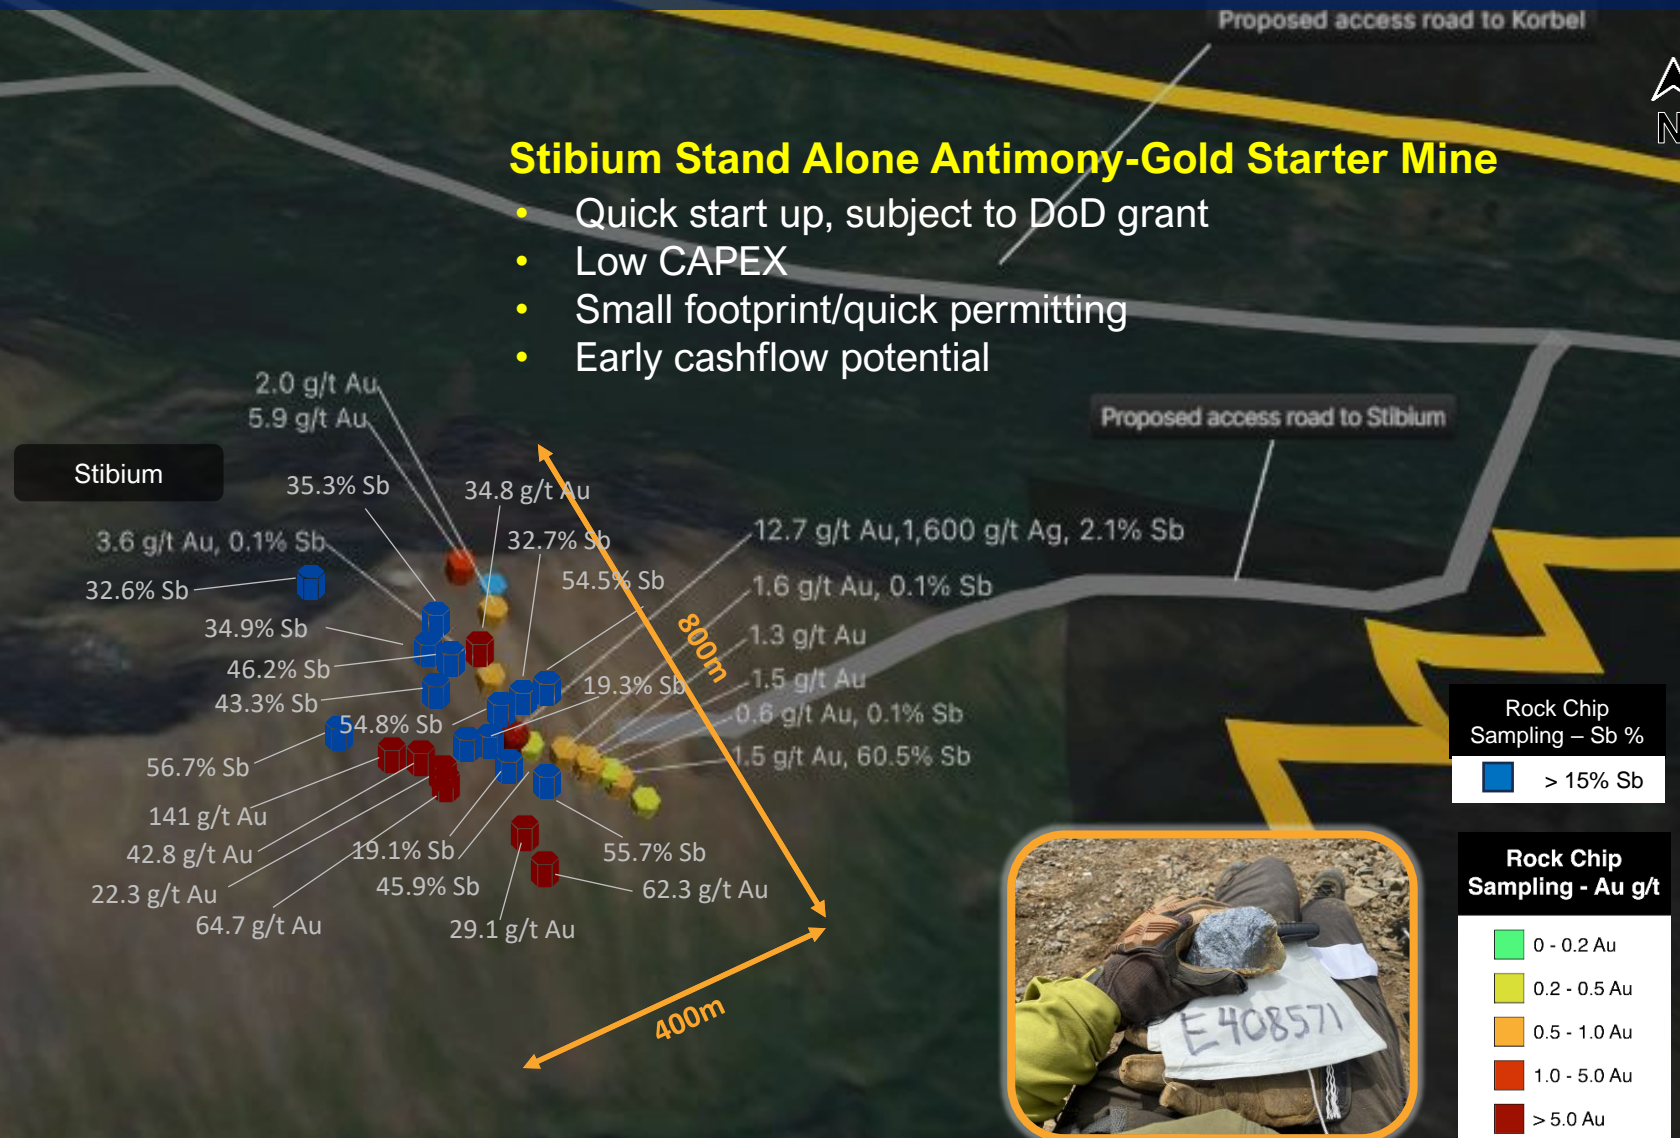 Proposed access road to Korbel
N
Stibium Stand Alone Antimony-Gold Starter Mine
• Quick start up, subject to DoD grant
• Low CAPEX
• Small footprint/quick permitting
• Early cashflow potential
2.0 g/t Au
5.9 g/t Au
Proposed access road to Stibium
Stibium
35.3% Sb
34.8 g/t Au
3.6 g/t Au, 0.1% Sb
32.7% Sb
12.7 g/t Au,1,600 g/t Ag, 2.1% Sb
32.6% Sb
54.5% Sb
1.6 g/t Au, 0.1% Sb
34.9% Sb
800m
1.3 g/t Au
46.2% Sb
19.3% Sb
1.5 g/t Au
43.3% Sb
54.8% Sb
0.6 g/t Au, 0.1% Sb
56.7% Sb
1.5 g/t Au, 60.5% Sb
141 g/t Au
42.8 g/t Au
19.1% Sb
55.7% Sb
22.3 g/t Au
45.9% Sb
62.3 g/t Au
64.7 g/t Au
29.1 g/t Au
400m
Rock Chip
Sampling – Sb %
> 15% Sb
Rock Chip
Sampling - Au g/t
0 - 0.2 Au
0.2 - 0.5 Au
0.5 - 1.0 Au
1.0 - 5.0 Au
> 5.0 Au
E408571